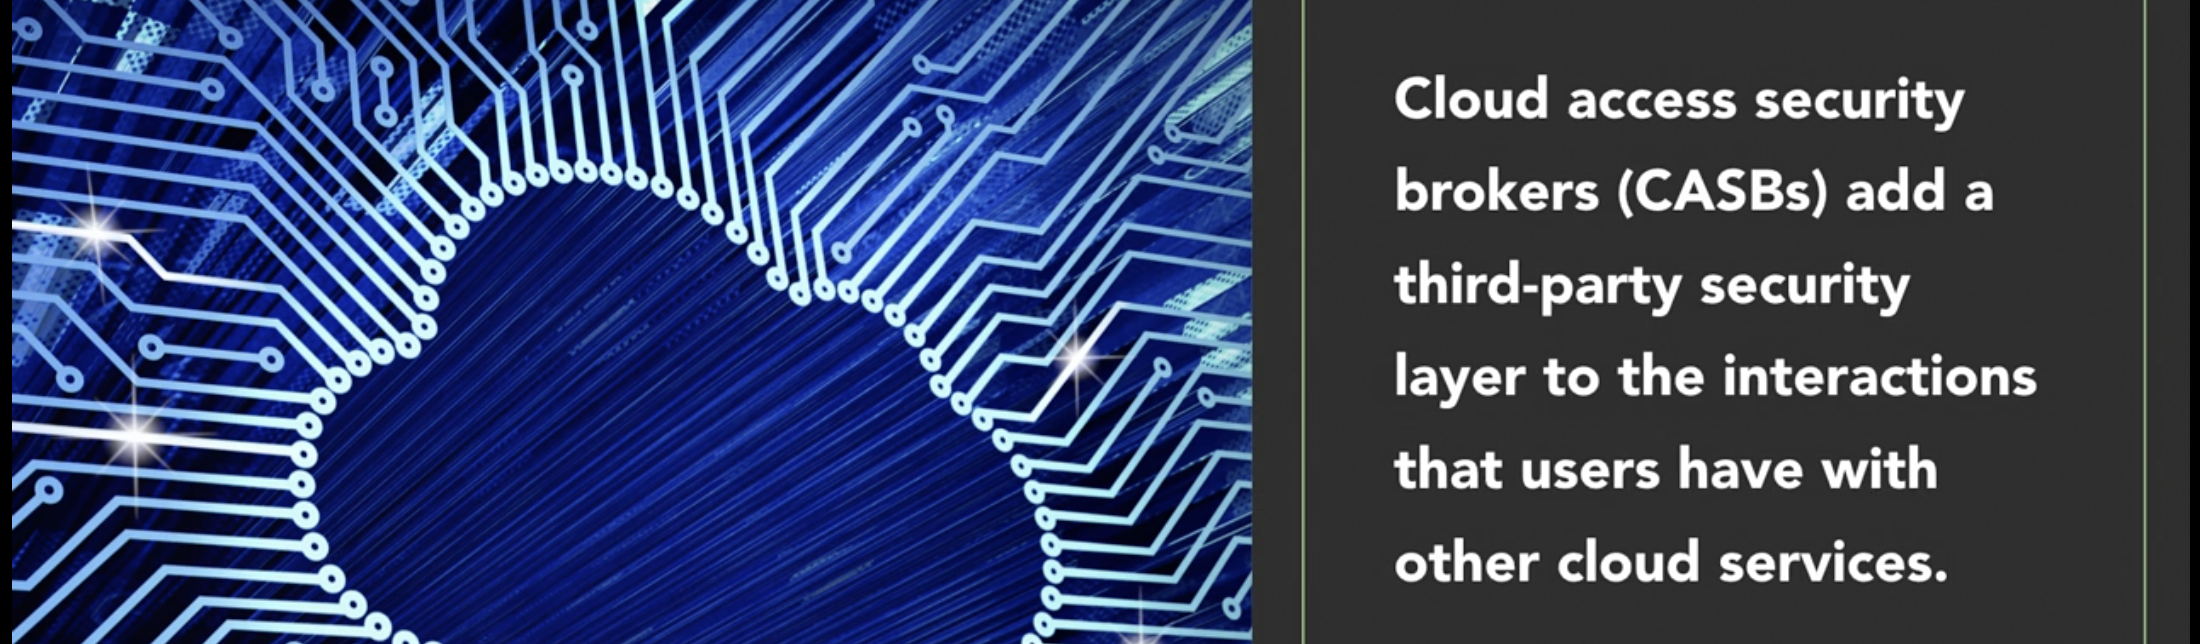 Cloud access security
brokers (CASBs) add a
third-party security
layer to the interactions
that users have with
other cloud services.